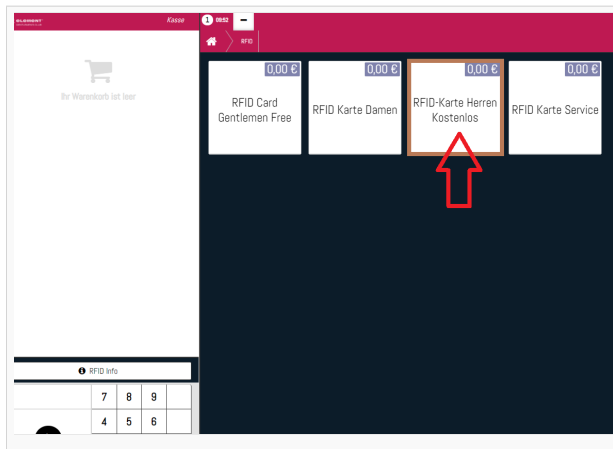 ELEMENT
Kasse
1 08:52
RFID
Ihr Warenkorb ist leer
0,00 €
RFID Card
Gentlemen Free
0,00 €
RFID Karte Damen
0,00 €
RFID-Karte Herren
Kostenlos
0,00 €
RFID Karte Service
RFID Info
7 8 9
4 5 6